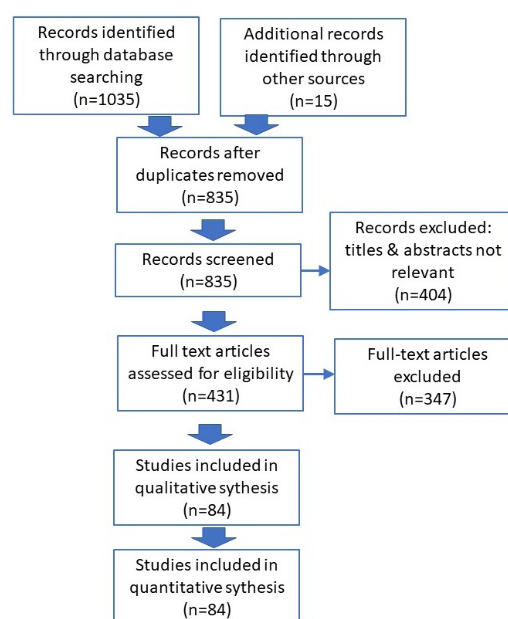 Records identified
through database
searching
(n=1035)
Additional records
identified through
other sources
(n=15)
Records after
duplicates removed
(n=835)
Records screened
(n=835)
Records excluded:
titles & abstracts not
relevant
(n=404)
Full text articles
assessed for eligibility
(n=431)
Full-text articles
excluded
(n=347)
Studies included in
qualitative sythesis
(n=84)
Studies included in
quantitative sythesis
(n=84)